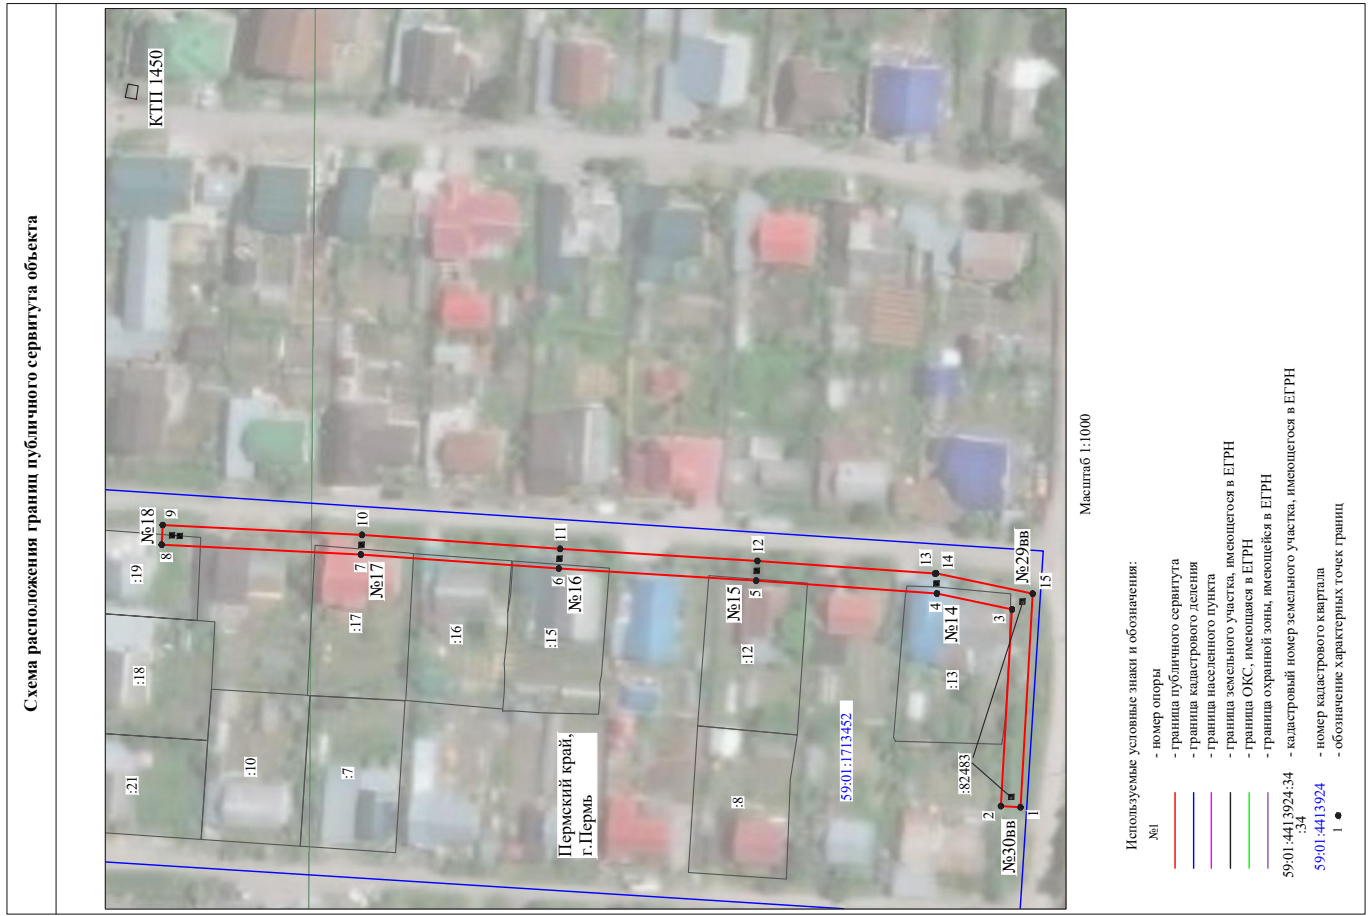 Схема расположения границ публичного сервитута объекта
КТП 1450
№18
9
8
:19
:18
:21
10
7
№17
:17
:16
:10
:7
11
6
№16
:15
Пермский край,
г.Пермь
12
5
№15
:12
:8
59:01:1713452
13
14
4
№14
:13
3
№29вв
15
:82483
2
1
№30вв
Масштаб 1:1000
Используемые условные знаки и обозначения:
№1 - номер опоры
- граница публичного сервитута
- граница кадастрового деления
- граница населенного пункта
- граница земельного участка, имеющегося в ЕГРН
- граница ОКС, имеющаяся в ЕГРН
- граница охранной зоны, имеющейся в ЕГРН
59:01:4413924:34
:34 - кадастровый номер земельного участка, имеющегося в ЕГРН
59:01:4413924 - номер кадастрового квартала
1 - обозначение характерных точек границ